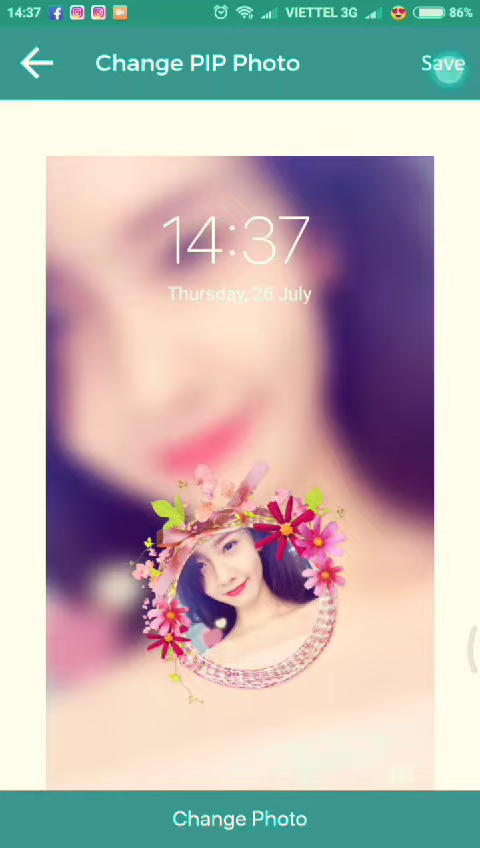 14:37 VIETTEL 3G 86%
Change PIP Photo Save
14:37
Thursday, 26 July
Change Photo